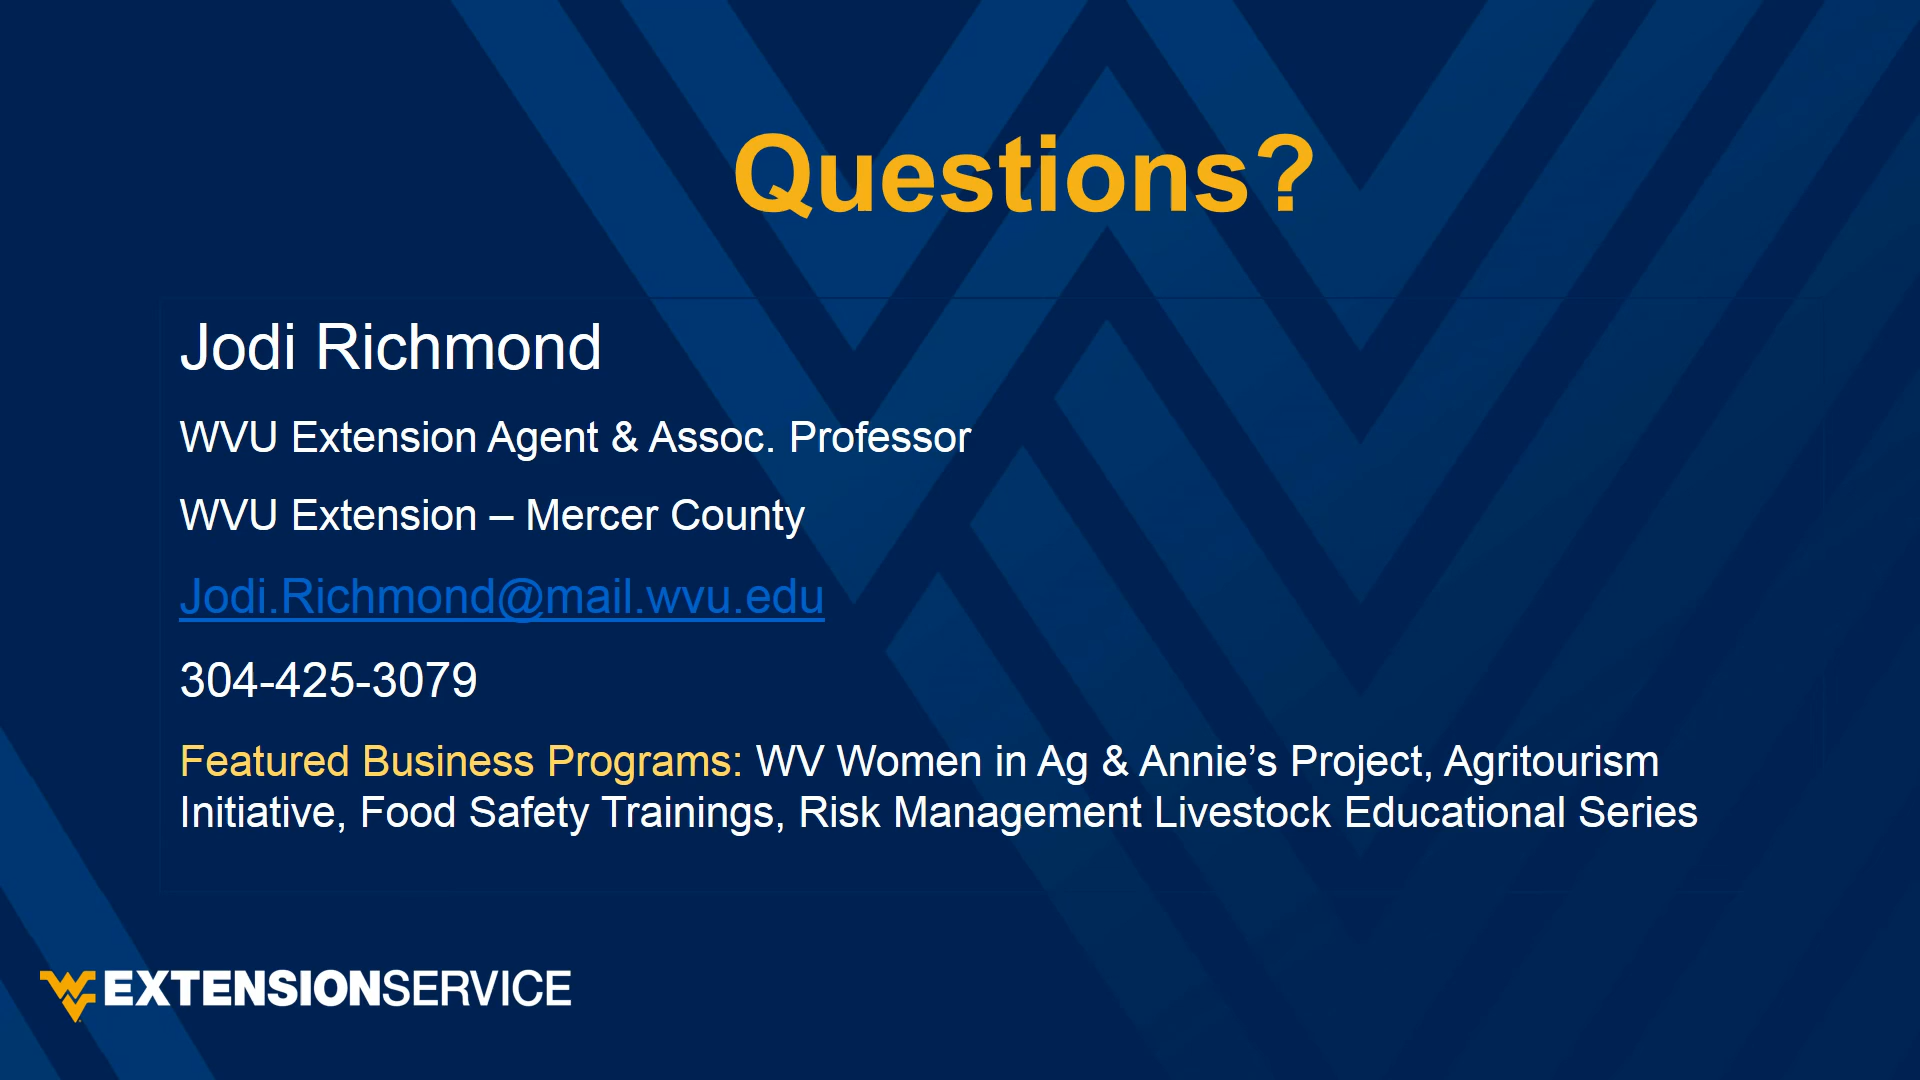 Questions?
Jodi Richmond
WVU Extension Agent & Assoc. Professor
WVU Extension – Mercer County
Jodi.Richmond@mail.wvu.edu
304-425-3079
Featured Business Programs: WV Women in Ag & Annie’s Project, Agritourism
Initiative, Food Safety Trainings, Risk Management Livestock Educational Series
WV EXTENSIONSERVICE